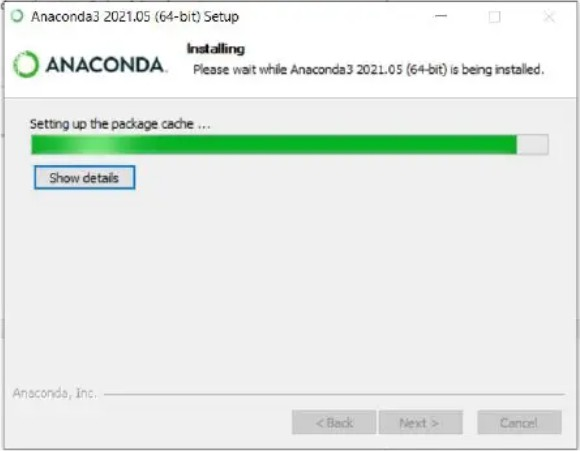 Anaconda3 2021.05 (64-bit) Setup
Installing
Please wait while Anaconda3 2021.05 (64-bit) is being installed.
ANACONDA.
Setting up the package cache ...
Show details
Anaconda, Inc.
< Back Next > Cancel